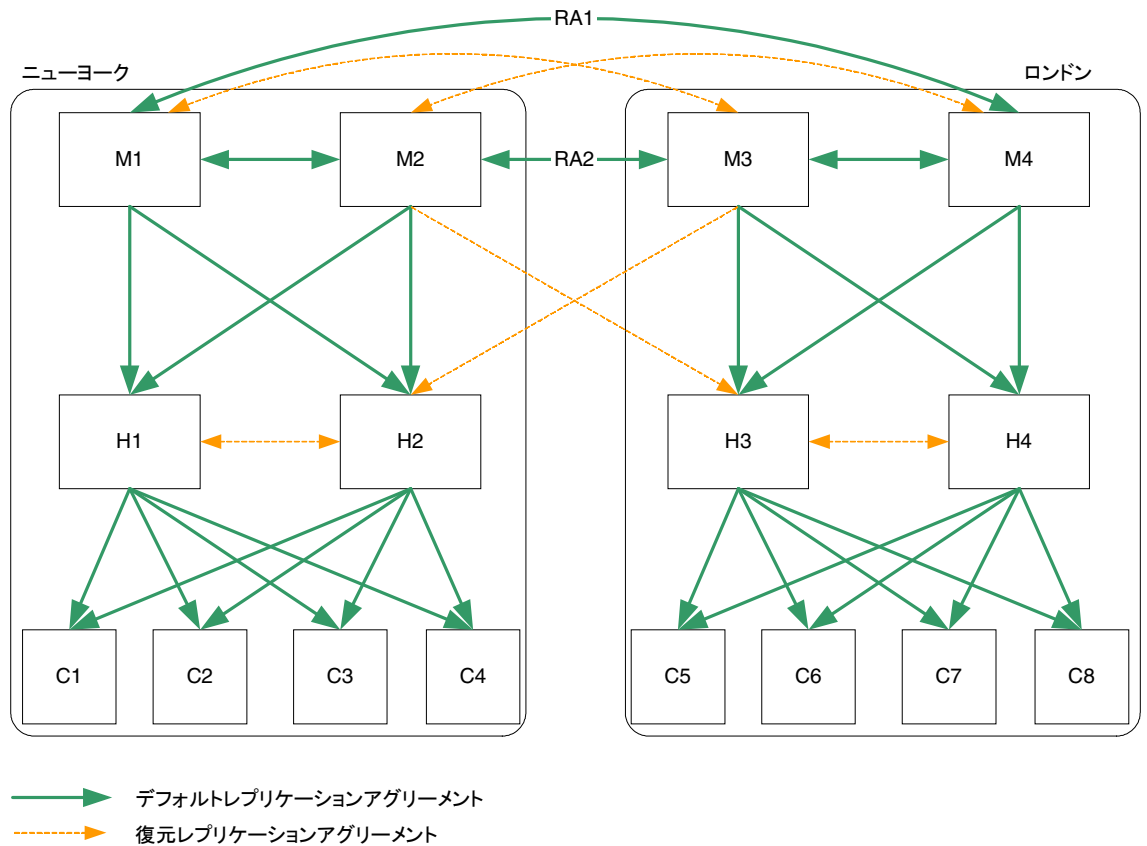 RA1
ニューヨーク
ロンドン
M1
M2
RA2
M3
M4
H1
H2
H3
H4
C1
C2
C3
C4
C5
C6
C7
C8
デフォルトレプリケーションアグリーメント
復元レプリケーションアグリーメント